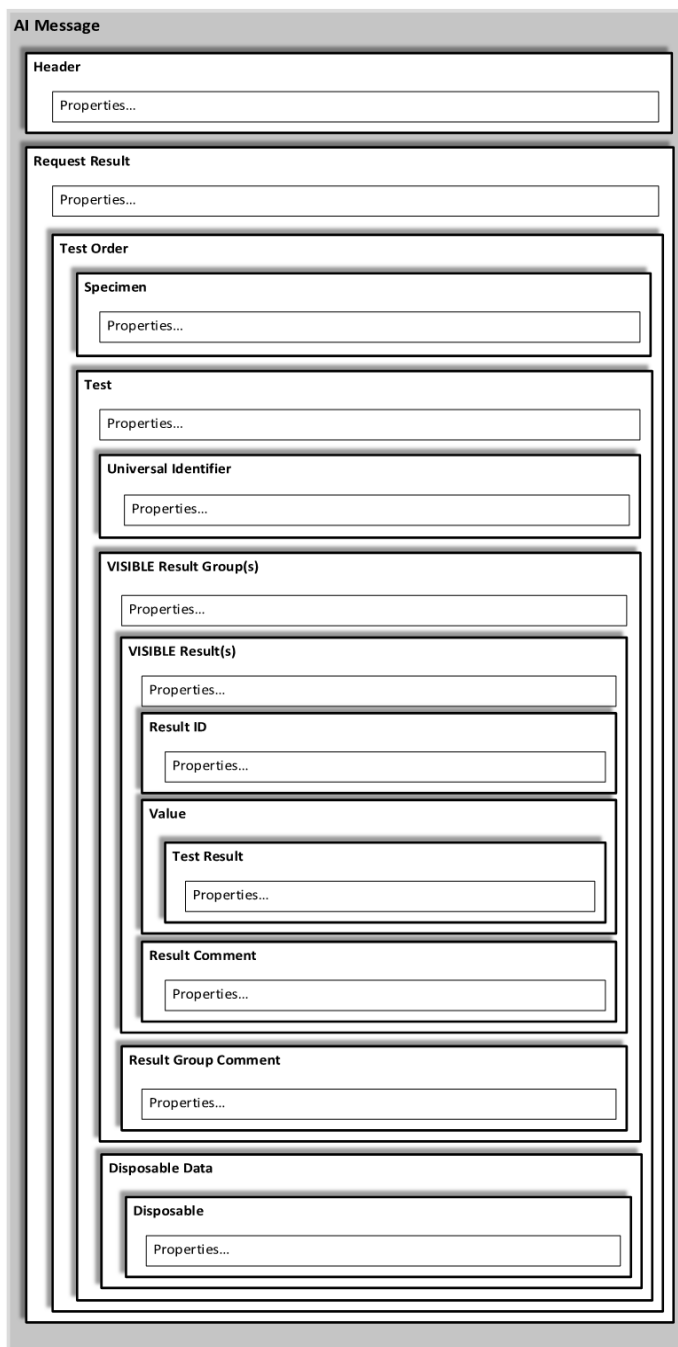 AI Message
Header
Properties...
Request Result
Properties...
Test Order
Specimen
Properties...
Test
Properties...
Universal Identifier
Properties...
VISIBLE Result Group(s)
Properties...
VISIBLE Result(s)
Properties...
Result ID
Properties...
Value
Test Result
Properties...
Result Comment
Properties...
Result Group Comment
Properties...
Disposable Data
Disposable
Properties...